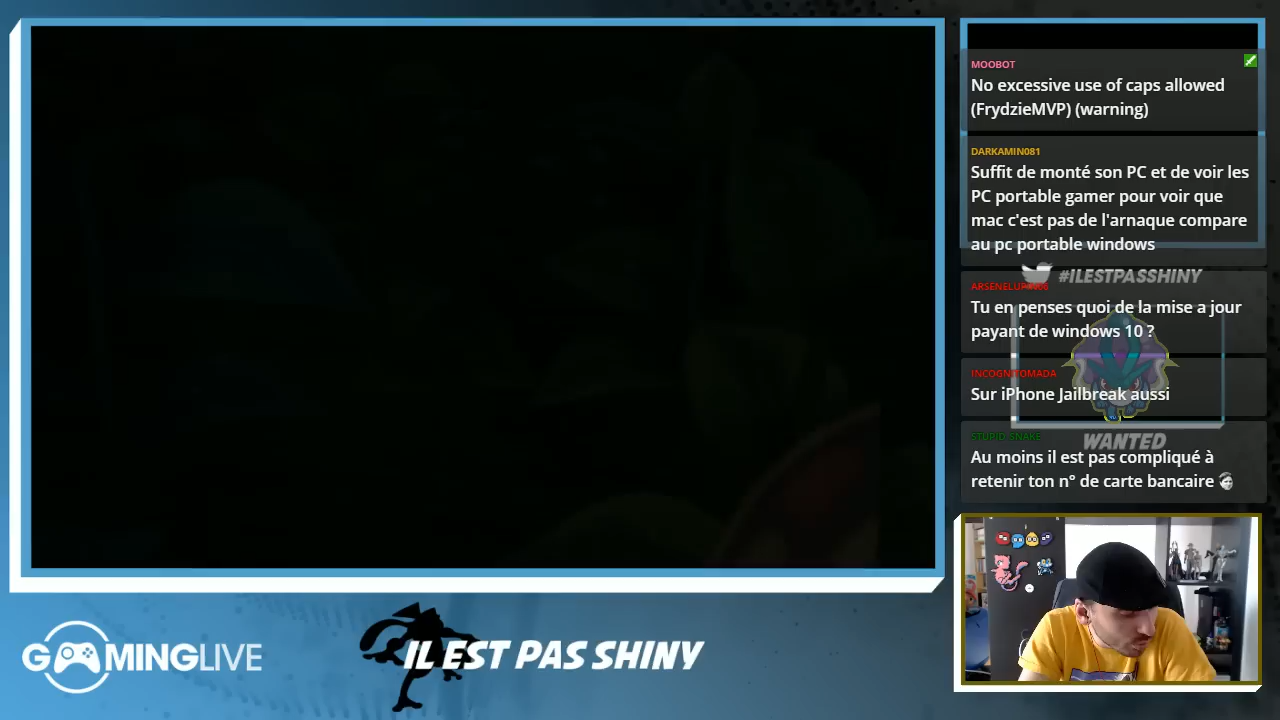 MOOBOT
No excessive use of caps allowed
(FrydzieMVP) (warning)
DARKAMIN081
Suffit de monté son PC et de voir les
PC portable gamer pour voir que
mac c'est pas de l'arnaque compare
au pc portable windows
#ILESTPASSHINY
Tu en penses quoi de la mise a jour
payant de windows 10 ?
INCOGNITOMADA
Sur iPhone Jailbreak aussi
STUPID_SNAKE
WANTED
Au moins il est pas compliqué à
retenir ton n° de carte bancaire
GAMINGLIVE
IL EST PAS SHINY